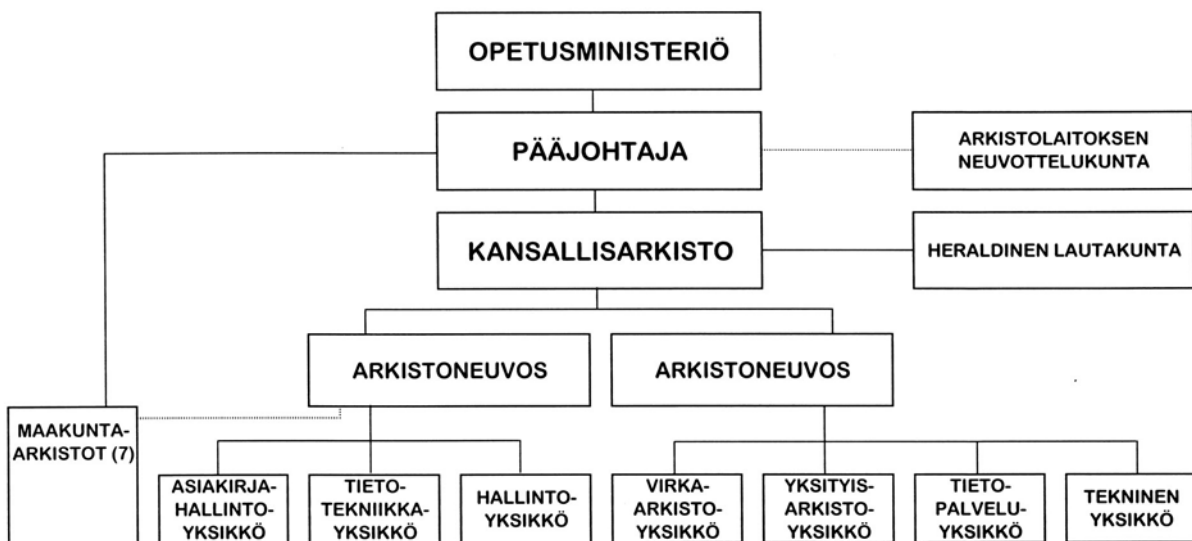 OPETUSMINISTERIÖ
PÄÄJOHTAJA
ARKISTOLAITOKSEN
NEUVOTTELUKUNTA
KANSALLISARKISTO
HERALDINEN LAUTAKUNTA
ARKISTONEUVOS
ARKISTONEUVOS
MAAKUNTA-
ARKISTOT (7)
ASIAKIRJA-
HALLINTO-
YKSIKKÖ
TIETO-
TEKNIIKKA-
YKSIKKÖ
HALLINTO-
YKSIKKÖ
VIRKA-
ARKISTO-
YKSIKKÖ
YKSITYIS-
ARKISTO-
YKSIKKÖ
TIETO-
PALVELU-
YKSIKKÖ
TEKNINEN
YKSIKKÖ